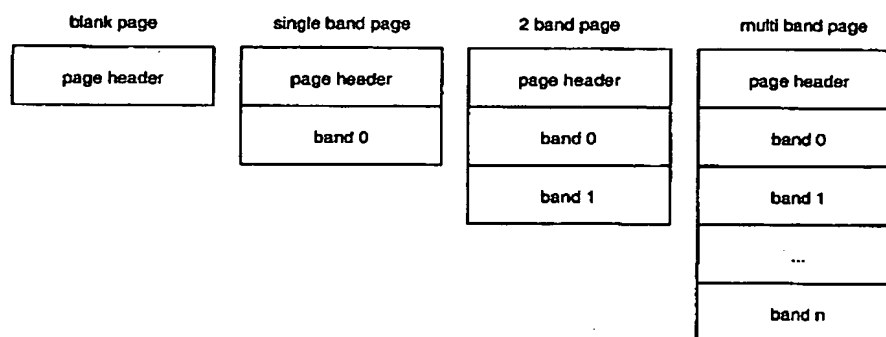 blank page
page header
single band page
page header
band 0
2 band page
page header
band 0
band 1
multi band page
page header
band 0
band 1
...
band n